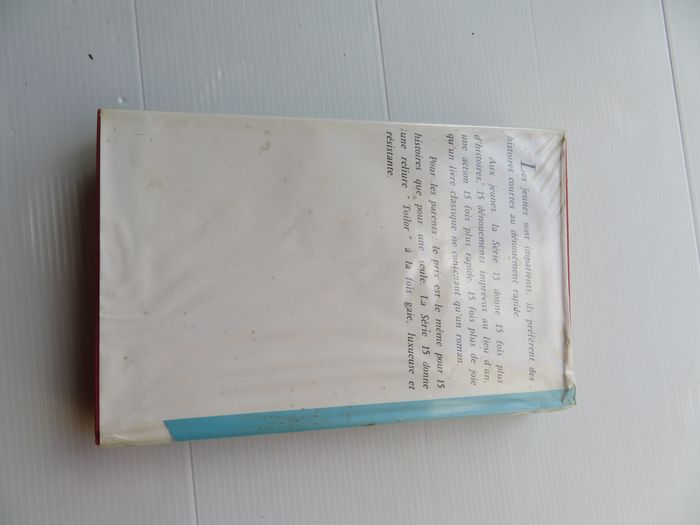 Les jeunes sont impatients, ils préfèrent des
histoires courtes au dénouement rapide.
Aux jeunes, la Série 15 donne 15 fois plus
d'histoires, 15 dénouements imprévus au lieu d'un,
une action 15 fois plus rapide, 15 fois plus de joie
qu'un livre classique ne contenant qu'un roman.
Pour les parents : le prix est le même pour 15
histoires que pour une seule. La Série 15 donne
une reliure " Toilor " à la fois gaie, luxueuse et
résistante.